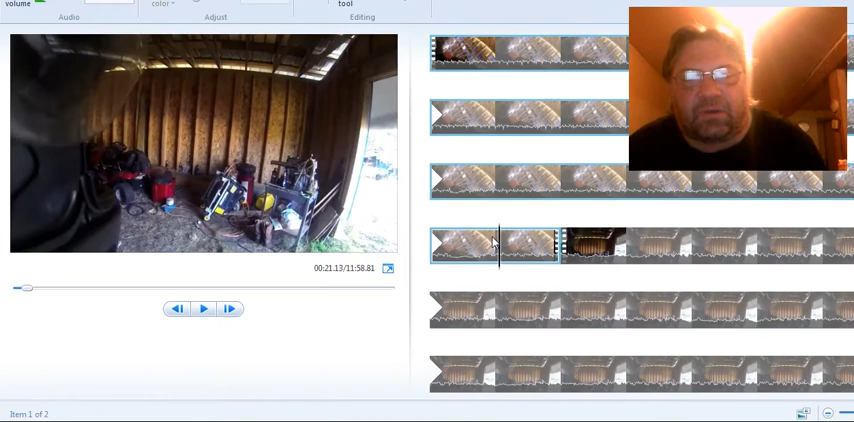 volume
color
tool
Audio
Adjust
Editing
00:21.13/11:58.81
Item 1 of 2